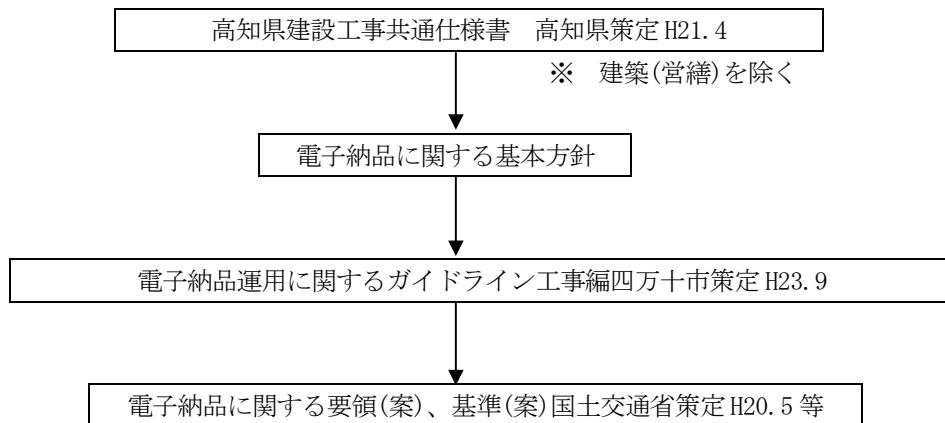 高知県建設工事共通仕様書　高知県策定 H21.4
※　建築(営繕)を除く
電子納品に関する基本方針
電子納品運用に関するガイドライン工事編四万十市策定 H23.9
電子納品に関する要領(案)、基準(案)国土交通省策定 H20.5 等